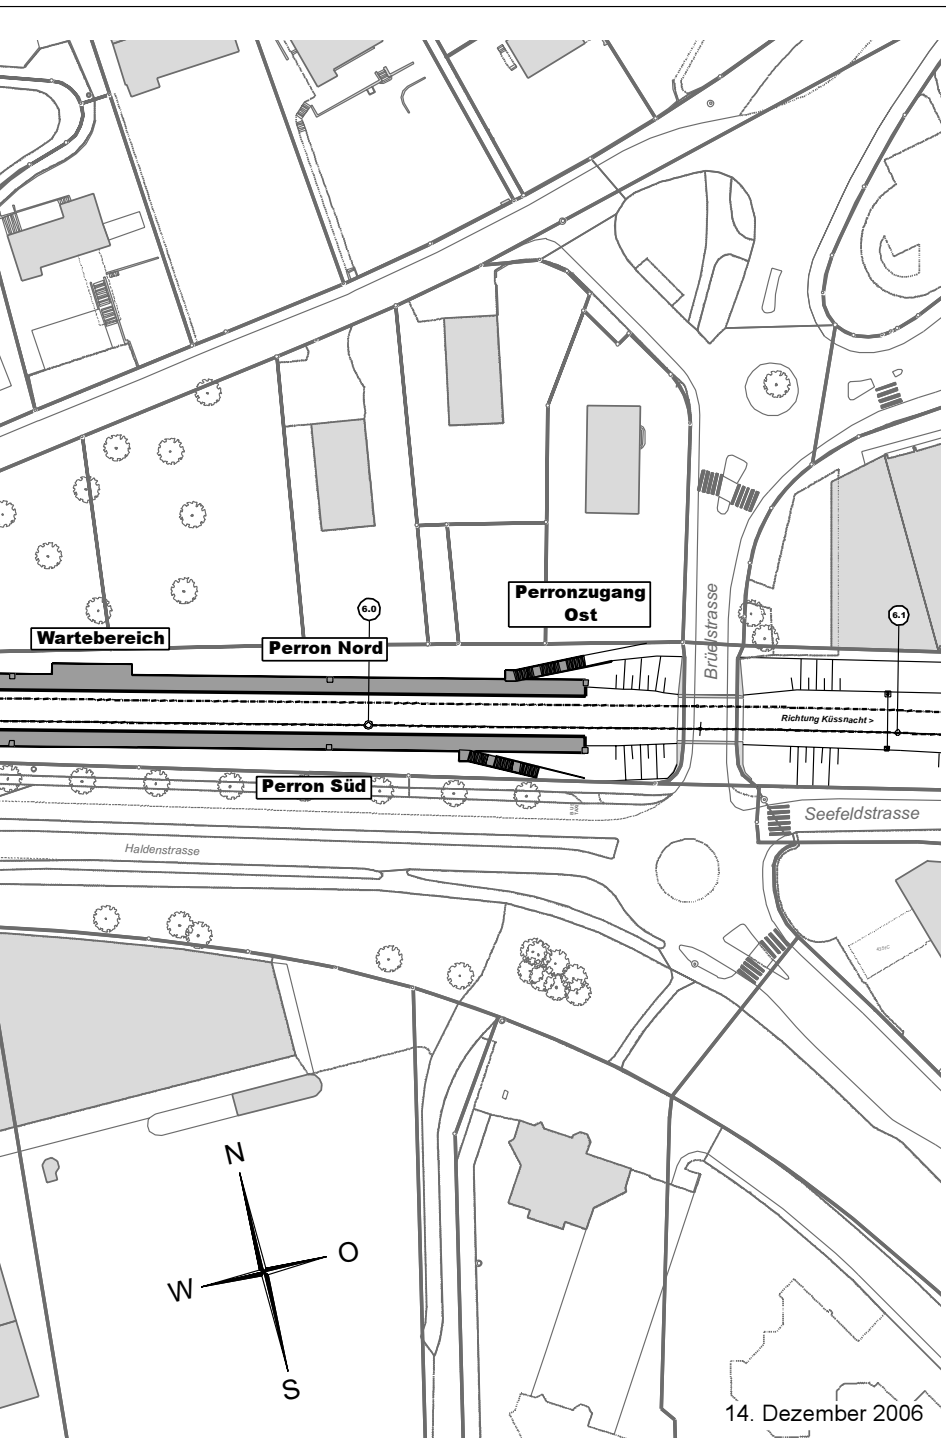 Perronzugang
Ost
6.0
6.1
Wartebereich
Perron Nord
Brüelstrasse
Richtung Küssnacht >
Perron Süd
Seefeldstrasse
Haldenstrasse
N
W
O
S
14. Dezember 2006